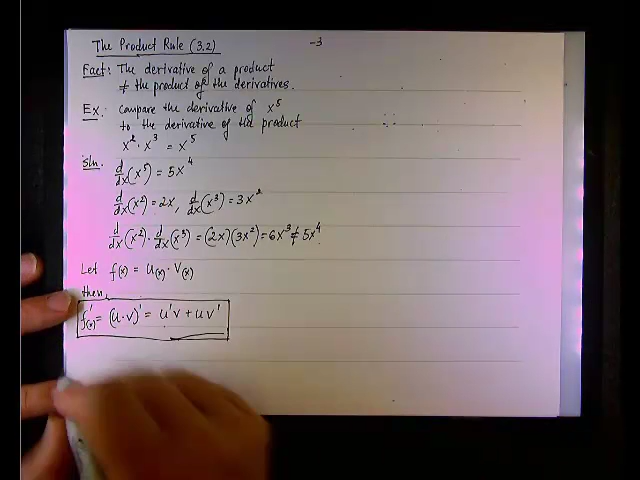 The Product Rule (3.2)
-3
Fact: The derivative of a product
≠ the product of the derivatives.
Ex: Compare the derivative of x⁵
to the derivative of the product
x² · x³ = x⁵
Sln. d/dx(x⁵) = 5x⁴
d/dx(x²) = 2x, d/dx(x³) = 3x²
d/dx(x²) · d/dx(x³) = (2x)(3x²) = 6x³ ≠ 5x⁴
Let f(x) = u(x) · v(x)
then,
f'(x) = (u·v)' = u'v + uv'